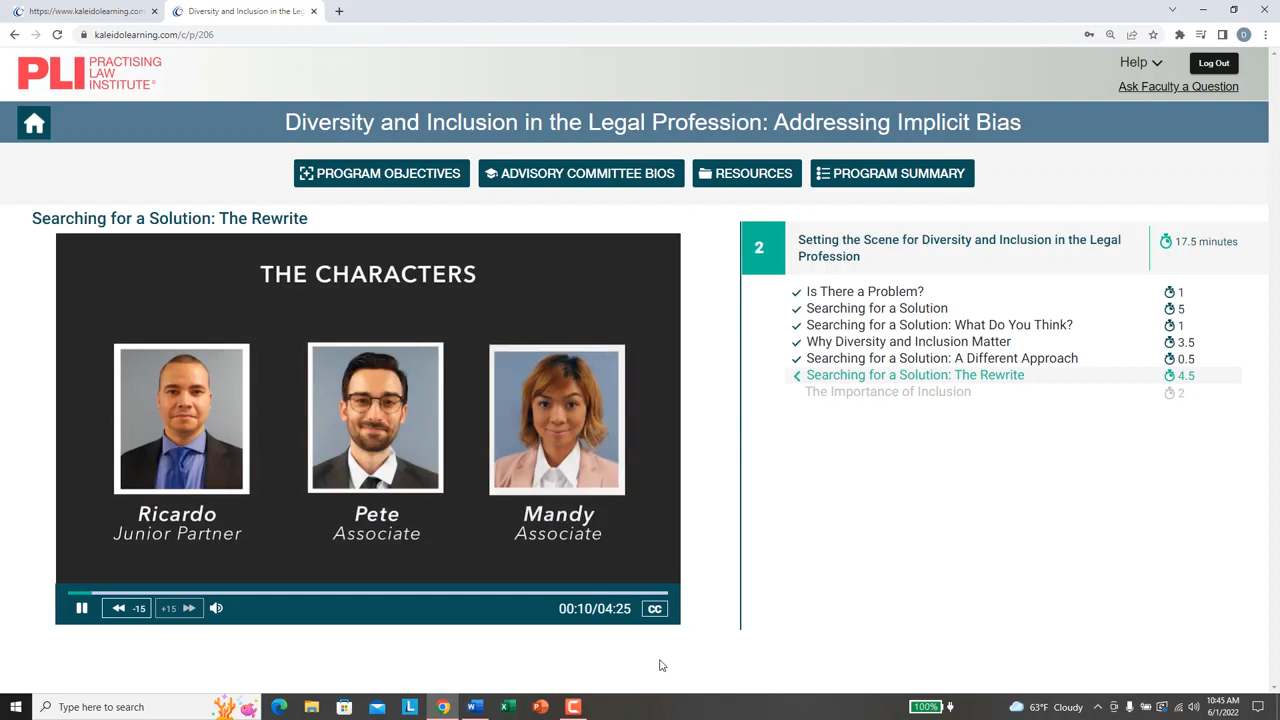 https://www.kaleidolearning.com
Diversity and Inclusion in the Leg
kaleidolearning.com/c/p/206
D
PLI PRACTISING
LAW
INSTITUTE®
Help
Log Out
Ask Faculty a Question
Diversity and Inclusion in the Legal Profession: Addressing Implicit Bias
PROGRAM OBJECTIVES
ADVISORY COMMITTEE BIOS
RESOURCES
PROGRAM SUMMARY
Searching for a Solution: The Rewrite
THE CHARACTERS
Ricardo
Junior Partner
Pete
Associate
Mandy
Associate
-15
+15
00:10/04:25
CC
2
Setting the Scene for Diversity and Inclusion in the Legal
Profession
17.5 minutes
Is There a Problem? 1
Searching for a Solution 5
Searching for a Solution: What Do You Think? 1
Why Diversity and Inclusion Matter 3.5
Searching for a Solution: A Different Approach 0.5
Searching for a Solution: The Rewrite 4.5
The Importance of Inclusion 2
Type here to search
L
100%
63°F Cloudy
10:45 AM
6/1/2022